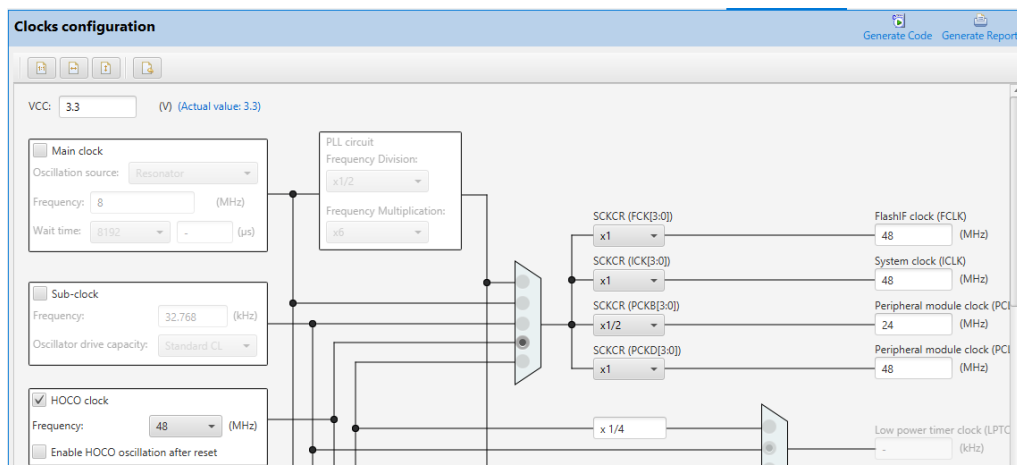 Clocks configuration
Generate Code Generate Report
VCC: 3.3 (V) (Actual value: 3.3)
Main clock
Oscillation source: Resonator
Frequency: 8 (MHz)
Wait time: 8192 - (µs)
PLL circuit
Frequency Division:
x1/2
Frequency Multiplication:
x6
Sub-clock
Frequency: 32.768 (kHz)
Oscillator drive capacity: Standard CL
HOCO clock
Frequency: 48 (MHz)
Enable HOCO oscillation after reset
SCKCR (FCK[3:0])
x1
SCKCR (ICK[3:0])
x1
SCKCR (PCKB[3:0])
x1/2
SCKCR (PCKD[3:0])
x1
x 1/4
FlashIF clock (FCLK)
48 (MHz)
System clock (ICLK)
48 (MHz)
Peripheral module clock (PCL
24 (MHz)
Peripheral module clock (PCL
48 (MHz)
Low power timer clock (LPTC
- (kHz)